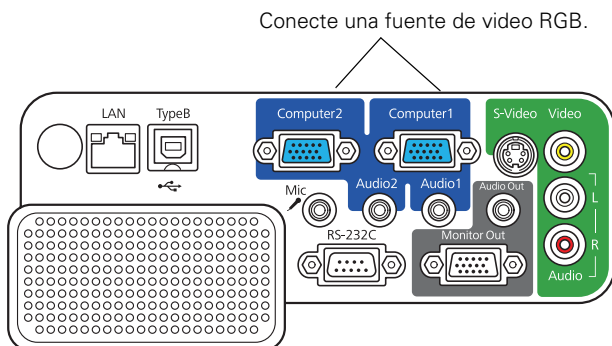 Conecte una fuente de video RGB.
LAN TypeB Computer2 Computer1 S-Video Video
Mic Audio2 Audio1 Audio Out L
RS-232C Monitor Out R
Audio